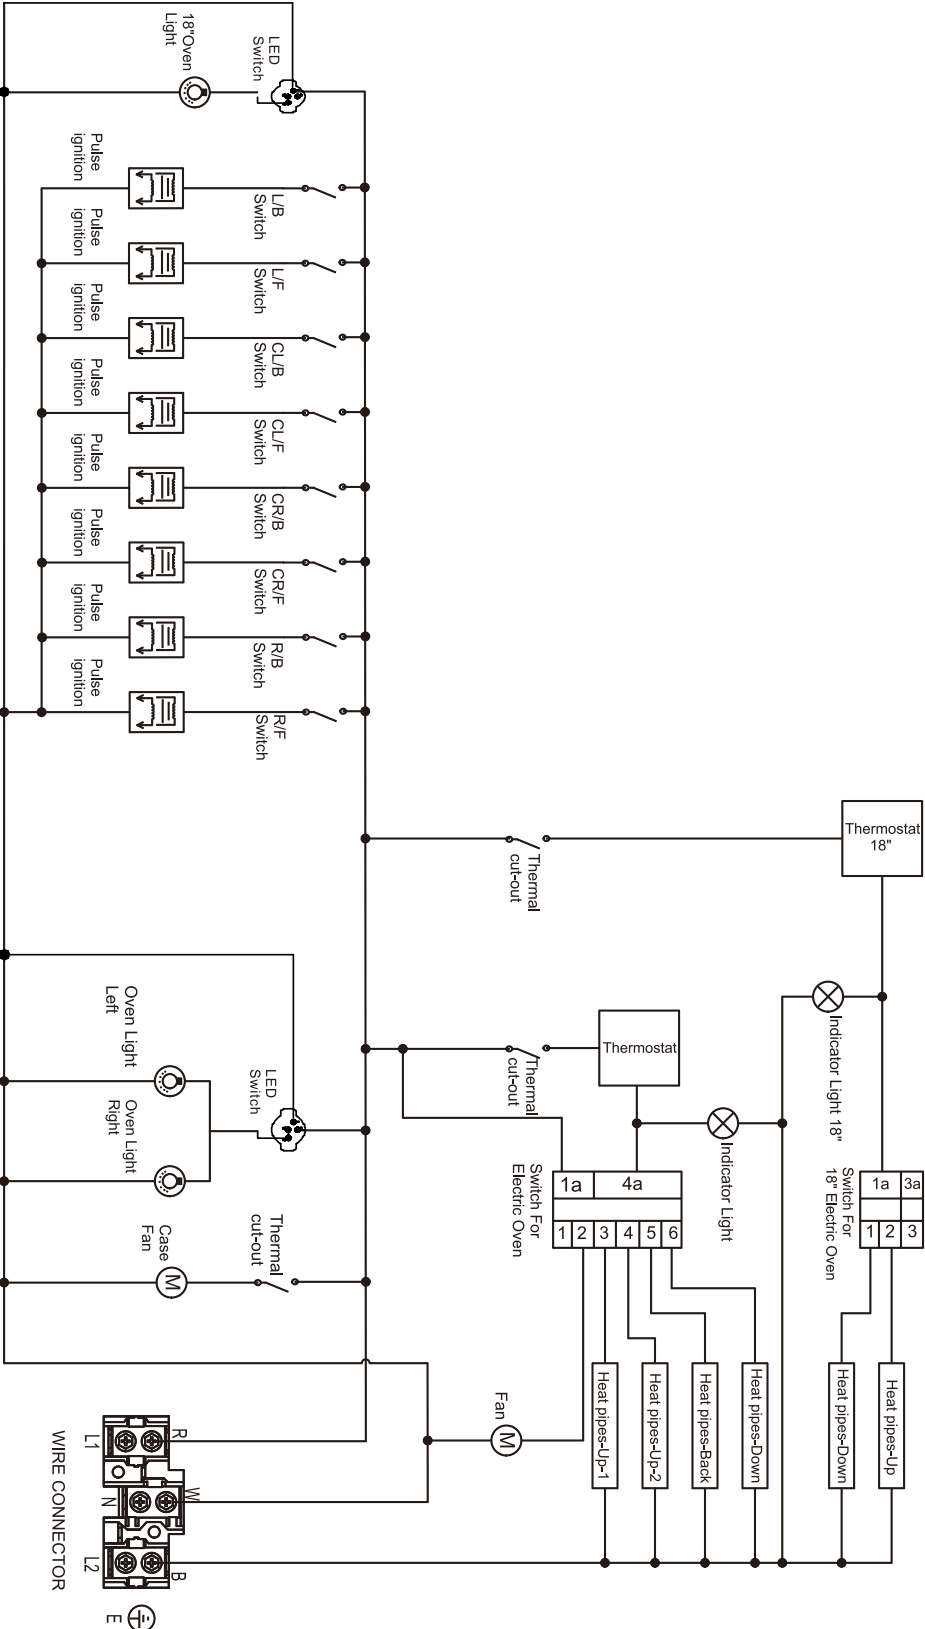 18"Oven
Light
LED
Switch
Pulse
ignition
L/B
Switch
Pulse
ignition
L/F
Switch
Pulse
ignition
CL/B
Switch
Pulse
ignition
CL/F
Switch
Pulse
ignition
CR/B
Switch
Pulse
ignition
CR/F
Switch
Pulse
ignition
R/B
Switch
Pulse
ignition
R/F
Switch
Thermostat
18"
Thermal
cut-out
Indicator Light 18"
Oven Light
Left
Thermostat
Thermal
cut-out
LED
Switch
Oven Light
Right
Indicator Light
Switch For
Electric Oven
1a 4a
1 2 3 4 5 6
Switch For
18" Electric Oven
1a 3a
1 2 3
Case
Fan
M
Thermal
cut-out
Fan
M
Heat pipes-Up-1
Heat pipes-Up-2
Heat pipes-Back
Heat pipes-Down
Heat pipes-Down
Heat pipes-Up
WIRE CONNECTOR
L1
R
N
W
L2
B
E